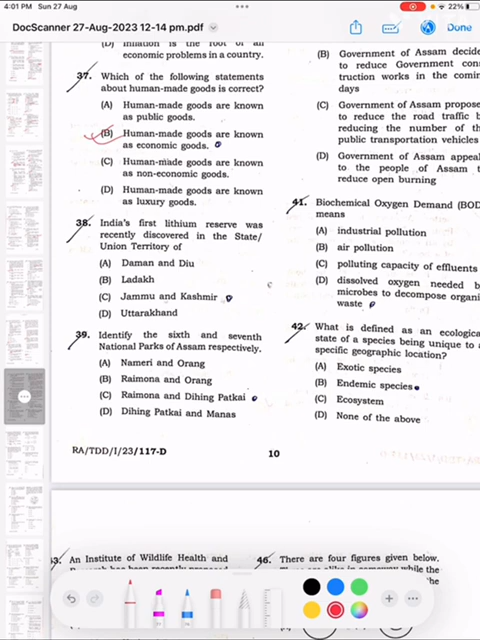 4:01 PM Sun 27 Aug
22%
DocScanner 27-Aug-2023 12-14 pm.pdf
Done
(D) Inflation is the root of all
economic problems in a country.
37. Which of the following statements
about human-made goods is correct?
(A) Human-made goods are known
as public goods.
(B) Human-made goods are known
as economic goods.
(C) Human-made goods are known
as non-economic goods.
(D) Human-made goods are known
as luxury goods.
38. India's first lithium reserve was
recently discovered in the State/
Union Territory of
(A) Daman and Diu
(B) Ladakh
(C) Jammu and Kashmir
(D) Uttarakhand
39. Identify the sixth and seventh
National Parks of Assam respectively.
(A) Nameri and Orang
(B) Raimona and Orang
(C) Raimona and Dihing Patkai
(D) Dihing Patkai and Manas
(B) Government of Assam decide
to reduce Government cons
truction works in the comin
days
(C) Government of Assam propose
to reduce the road traffic b
reducing the number of th
public transportation vehicles
(D) Government of Assam appeal
to the people of Assam t
reduce open burning
41. Biochemical Oxygen Demand (BOD
means
(A) industrial pollution
(B) air pollution
(C) polluting capacity of effluents
(D) dissolved oxygen needed b
microbes to decompose organi
waste
42. What is defined as an ecological
state of a species being unique to a
specific geographic location?
(A) Exotic species
(B) Endemic species
(C) Ecosystem
(D) None of the above
RA/TDD/I/23/117-D
10
43. An Institute of Wildlife Health and
46. There are four figures given below.
while the
the